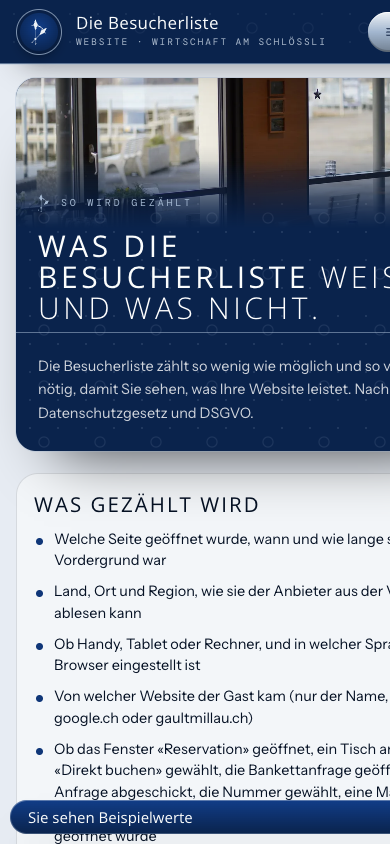 Die Besucherliste
WEBSITE · WIRTSCHAFT AM SCHLÖSSLI
SO WIRD GEZÄHLT
WAS DIE
BESUCHERLISTE
UND WAS NICHT.
Die Besucherliste zählt so wenig wie möglich und so
nötig, damit Sie sehen, was Ihre Website leistet. Nach
Datenschutzgesetz und DSGVO.
WAS GEZÄHLT WIRD
Welche Seite geöffnet wurde, wann und wie lange
Vordergrund war
Land, Ort und Region, wie sie der Anbieter aus der
ablesen kann
Ob Handy, Tablet oder Rechner, und in welcher
Browser eingestellt ist
Von welcher Website der Gast kam (nur der Name,
google.ch oder gaultmillau.ch)
Ob das Fenster «Reservation» geöffnet, ein Tisch
«Direkt buchen» gewählt, die Bankettanfrage
Anfrage abgeschickt, die Nummer gewählt, eine
Sie sehen Beispielwerte
geöffnet wurde